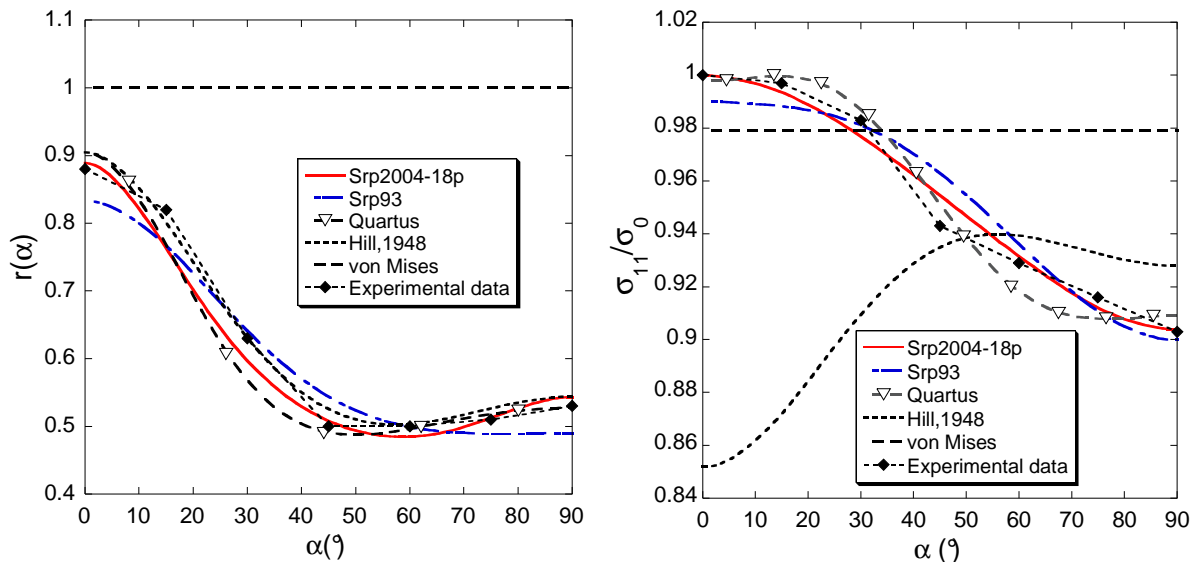 1.1
1
0.9
0.8
0.7
0.6
0.5
0.4
r(α)
0 10 20 30 40 50 60 70 80 90
α(°)
Srp2004-18p
Srp93
Quartus
Hill,1948
von Mises
Experimental data
1.02
1
0.98
0.96
0.94
0.92
0.9
0.88
0.86
0.84
σ11/σ0
0 10 20 30 40 50 60 70 80 90
α (°)
Srp2004-18p
Srp93
Quartus
Hill,1948
von Mises
Experimental data